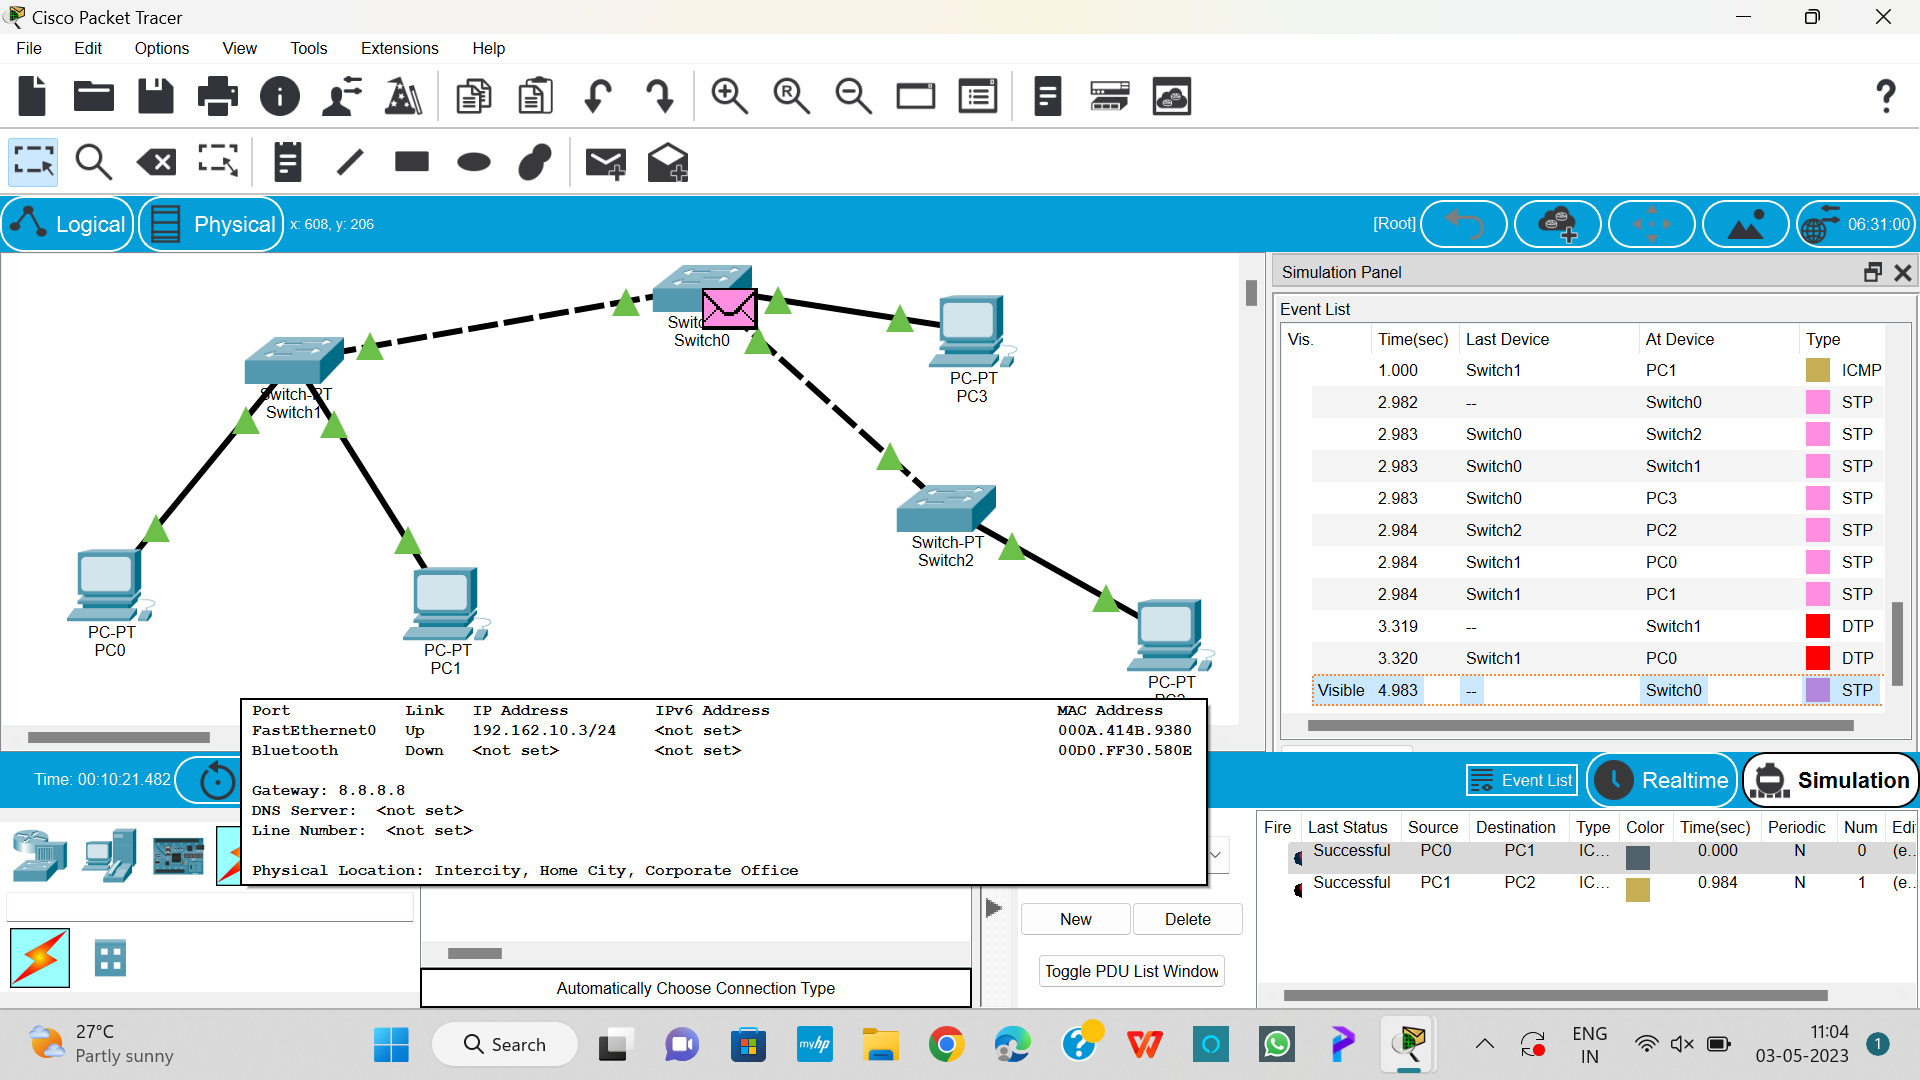 Cisco Packet Tracer
File Edit Options View Tools Extensions Help
Logical Physical x: 608, y: 206 [Root] 06:31:00
Simulation Panel
Event List
Vis. Time(sec) Last Device At Device Type
1.000 Switch1 PC1 ICMP
2.982 -- Switch0 STP
2.983 Switch0 Switch2 STP
2.983 Switch0 Switch1 STP
2.983 Switch0 PC3 STP
2.984 Switch2 PC2 STP
2.984 Switch1 PC0 STP
2.984 Switch1 PC1 STP
3.319 -- Switch1 DTP
3.320 Switch1 PC0 DTP
Visible 4.983 -- Switch0 STP
Switch0
PC-PT
PC3
Switch-PT
Switch1
Switch-PT
Switch2
PC-PT
PC0
PC-PT
PC1
PC-PT
Port Link IP Address IPv6 Address MAC Address
FastEthernet0 Up 192.162.10.3/24 <not set> 000A.414B.9380
Bluetooth Down <not set> <not set> 00D0.FF30.580E
Gateway: 8.8.8.8
DNS Server: <not set>
Line Number: <not set>
Physical Location: Intercity, Home City, Corporate Office
Time: 00:10:21.482
Event List Realtime Simulation
Fire Last Status Source Destination Type Color Time(sec) Periodic Num Edi
Successful PC0 PC1 IC... 0.000 N 0 (e..
Successful PC1 PC2 IC... 0.984 N 1 (e..
New Delete
Toggle PDU List Window
Automatically Choose Connection Type
27°C
Partly sunny
Search
myhp
ENG
IN
11:04
03-05-2023
1